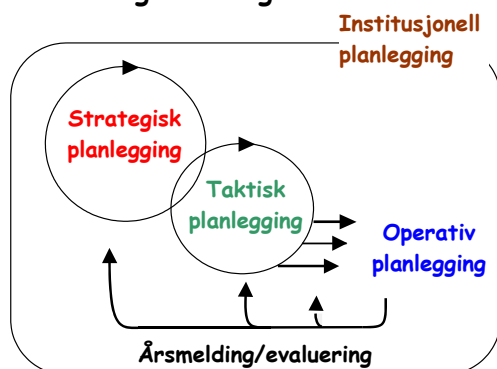 Institusjonell
planlegging
Strategisk
planlegging
Taktisk
planlegging
Operativ
planlegging
Årsmelding/evaluering